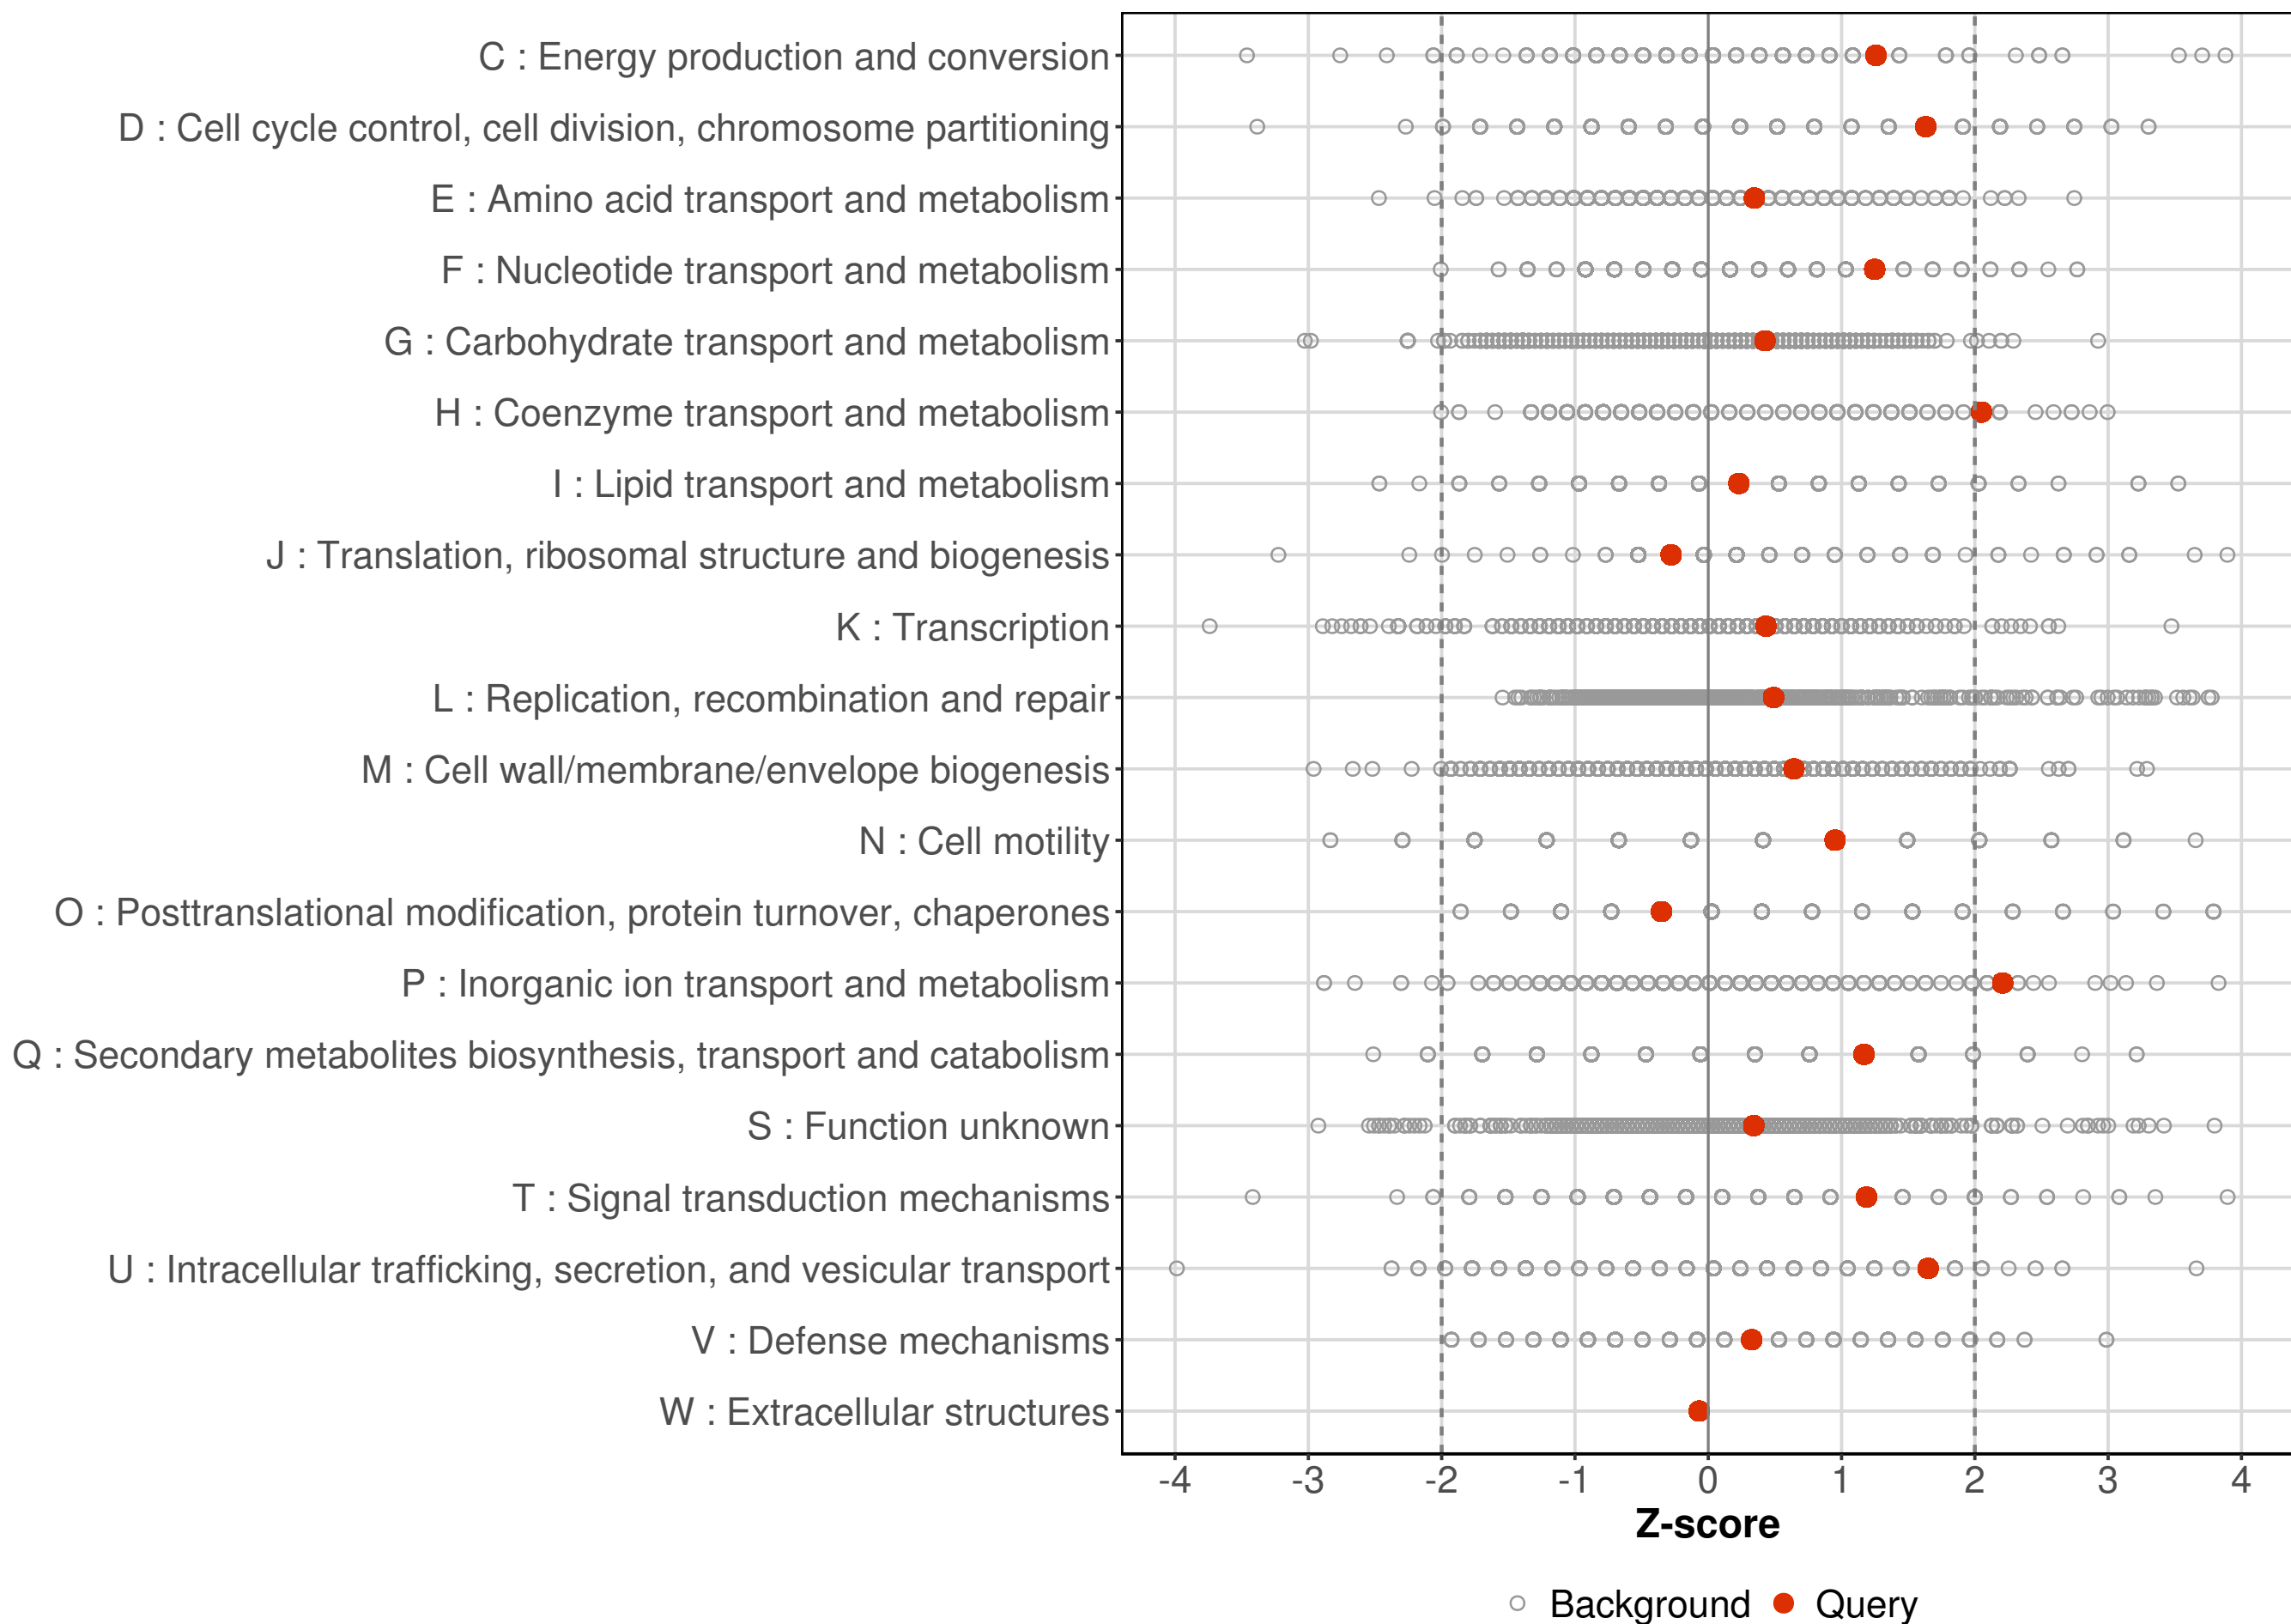 C : Energy production and conversion
D : Cell cycle control, cell division, chromosome partitioning
E : Amino acid transport and metabolism
F : Nucleotide transport and metabolism
G : Carbohydrate transport and metabolism
H : Coenzyme transport and metabolism
I : Lipid transport and metabolism
J : Translation, ribosomal structure and biogenesis
K : Transcription
L : Replication, recombination and repair
M : Cell wall/membrane/envelope biogenesis
N : Cell motility
O : Posttranslational modification, protein turnover, chaperones
P : Inorganic ion transport and metabolism
Q : Secondary metabolites biosynthesis, transport and catabolism
S : Function unknown
T : Signal transduction mechanisms
U : Intracellular trafficking, secretion, and vesicular transport
V : Defense mechanisms
W : Extracellular structures
-4 -3 -2 -1 0 1 2 3 4
Z-score
Background Query